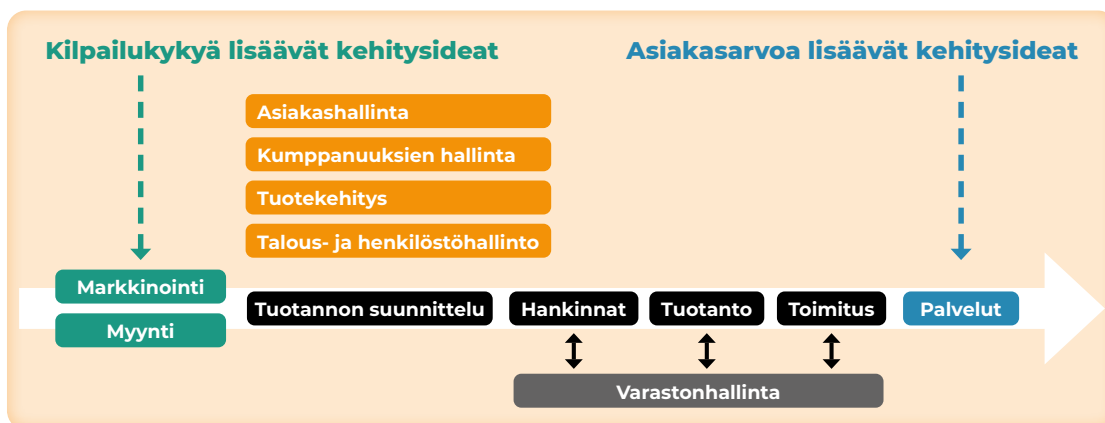 Kilpailukykyä lisäävät kehitysideat
Asiakasarvoa lisäävät kehitysideat
Asiakashallinta
Kumppanuuksien hallinta
Tuotekehitys
Talous- ja henkilöstöhallinto
Markkinointi
Myynti
Tuotannon suunnittelu
Hankinnat
Tuotanto
Toimitus
Palvelut
Varastonhallinta